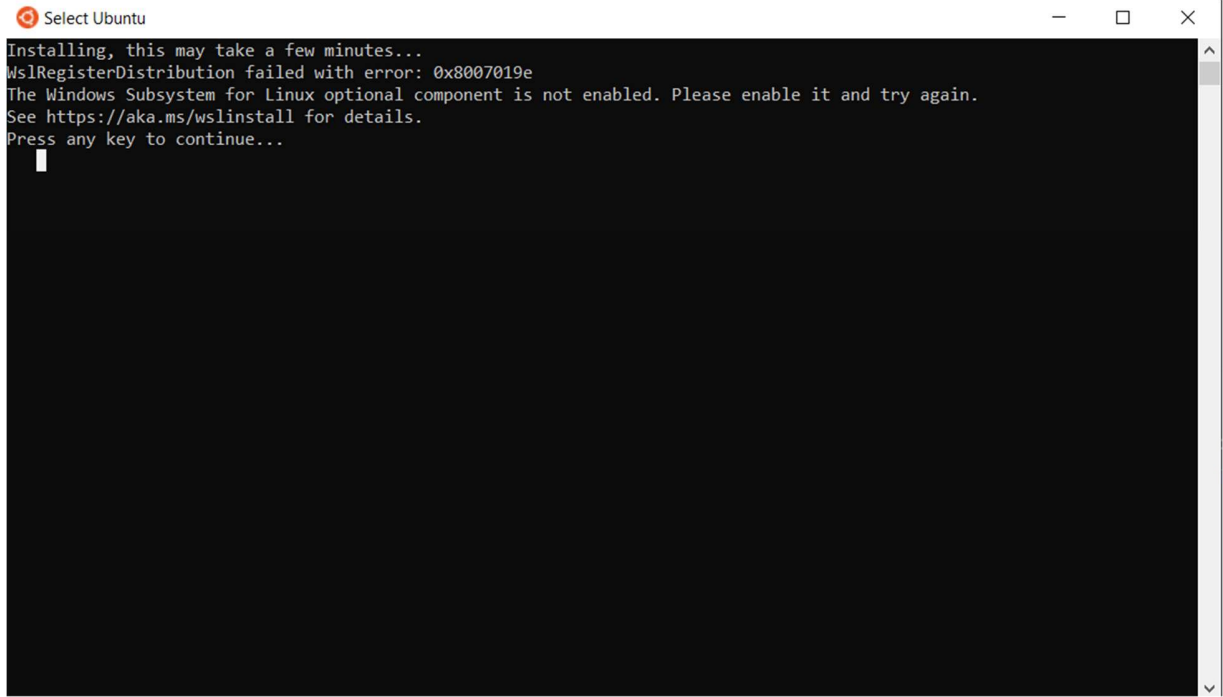 Select Ubuntu
Installing, this may take a few minutes...
WslRegisterDistribution failed with error: 0x8007019e
The Windows Subsystem for Linux optional component is not enabled. Please enable it and try again.
See https://aka.ms/wslinstall for details.
Press any key to continue...